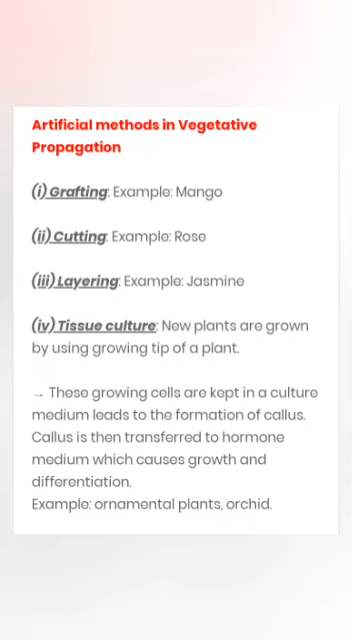 Artificial methods in Vegetative
Propagation
(i) Grafting: Example: Mango
(ii) Cutting: Example: Rose
(iii) Layering: Example: Jasmine
(iv) Tissue culture: New plants are grown
by using growing tip of a plant.
→ These growing cells are kept in a culture
medium leads to the formation of callus.
Callus is then transferred to hormone
medium which causes growth and
differentiation.
Example: ornamental plants, orchid.